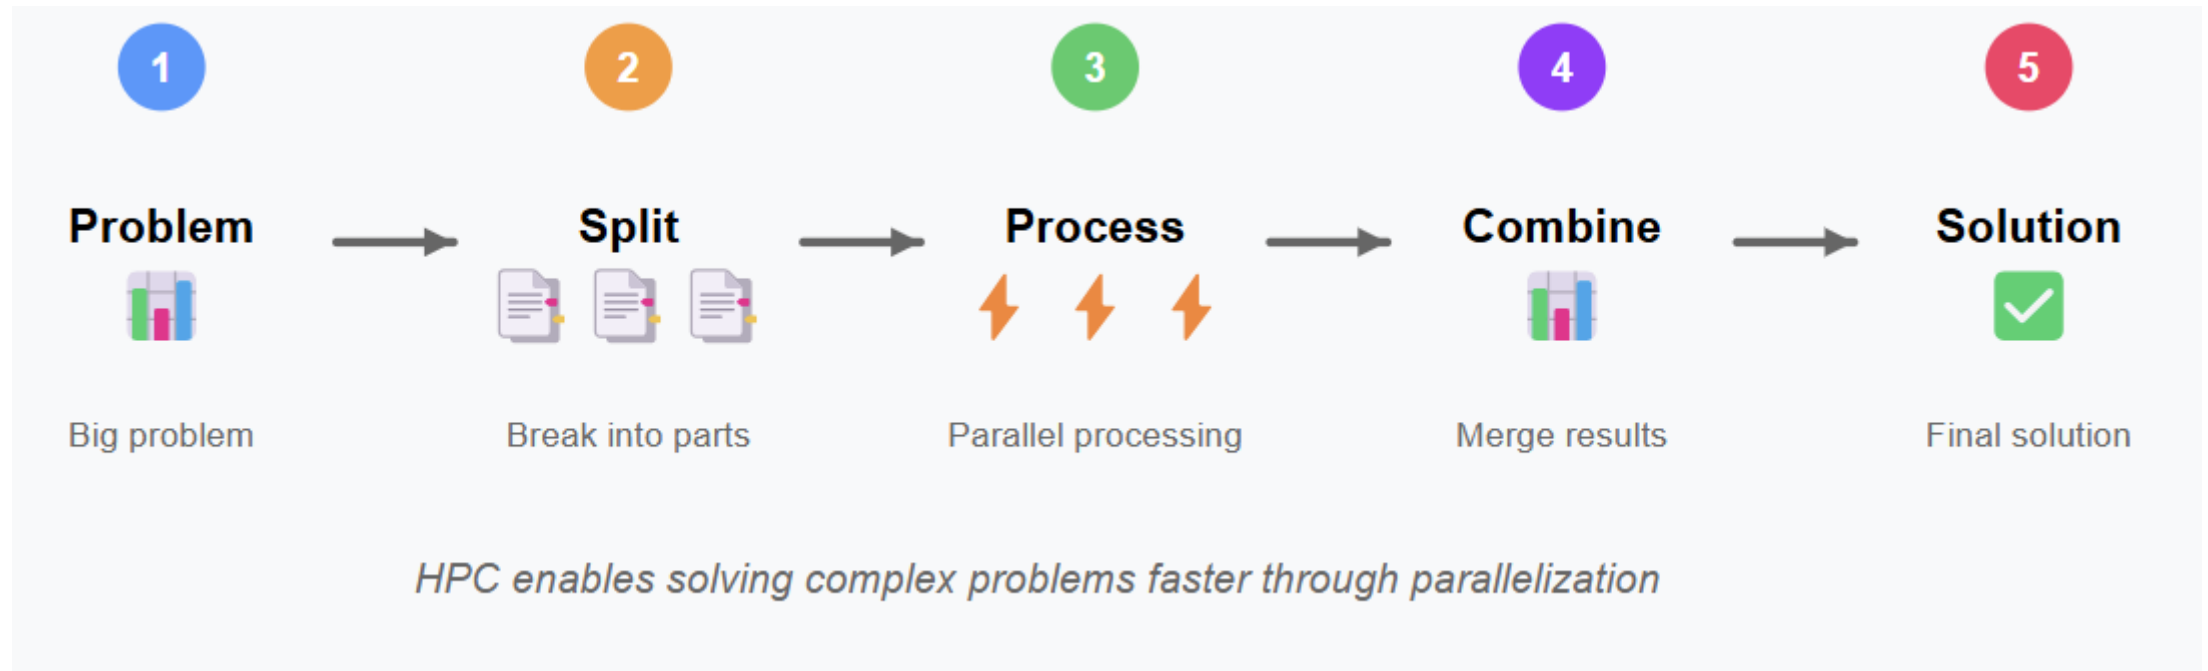 1
2
3
4
5
Problem
Split
Process
Combine
Solution
Big problem
Break into parts
Parallel processing
Merge results
Final solution
HPC enables solving complex problems faster through parallelization